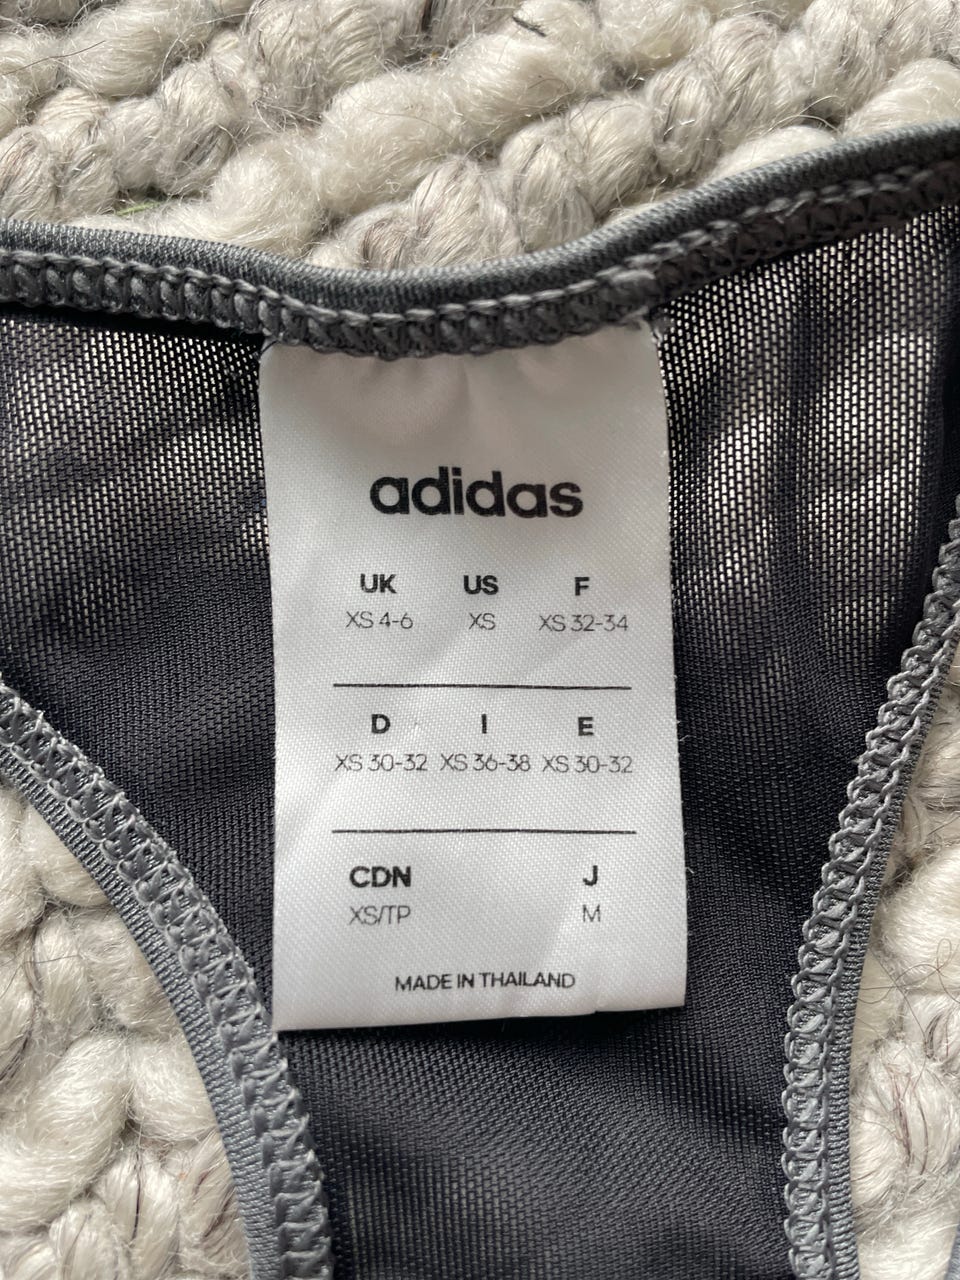 adidas
UK US F
XS 4-6 XS XS 32-34
D I E
XS 30-32 XS 36-38 XS 30-32
CDN J
XS/TP M
MADE IN THAILAND